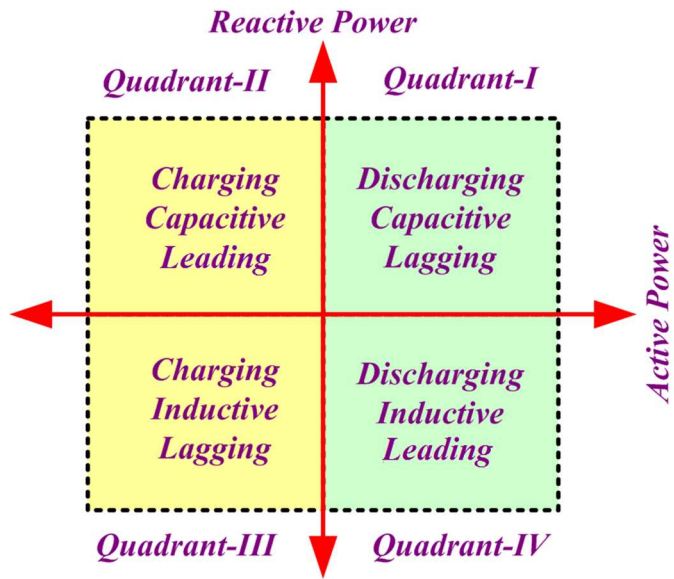 Reactive Power
Quadrant-II
Quadrant-I
Charging
Capacitive
Leading
Discharging
Capacitive
Lagging
Active Power
Charging
Inductive
Lagging
Discharging
Inductive
Leading
Quadrant-III
Quadrant-IV